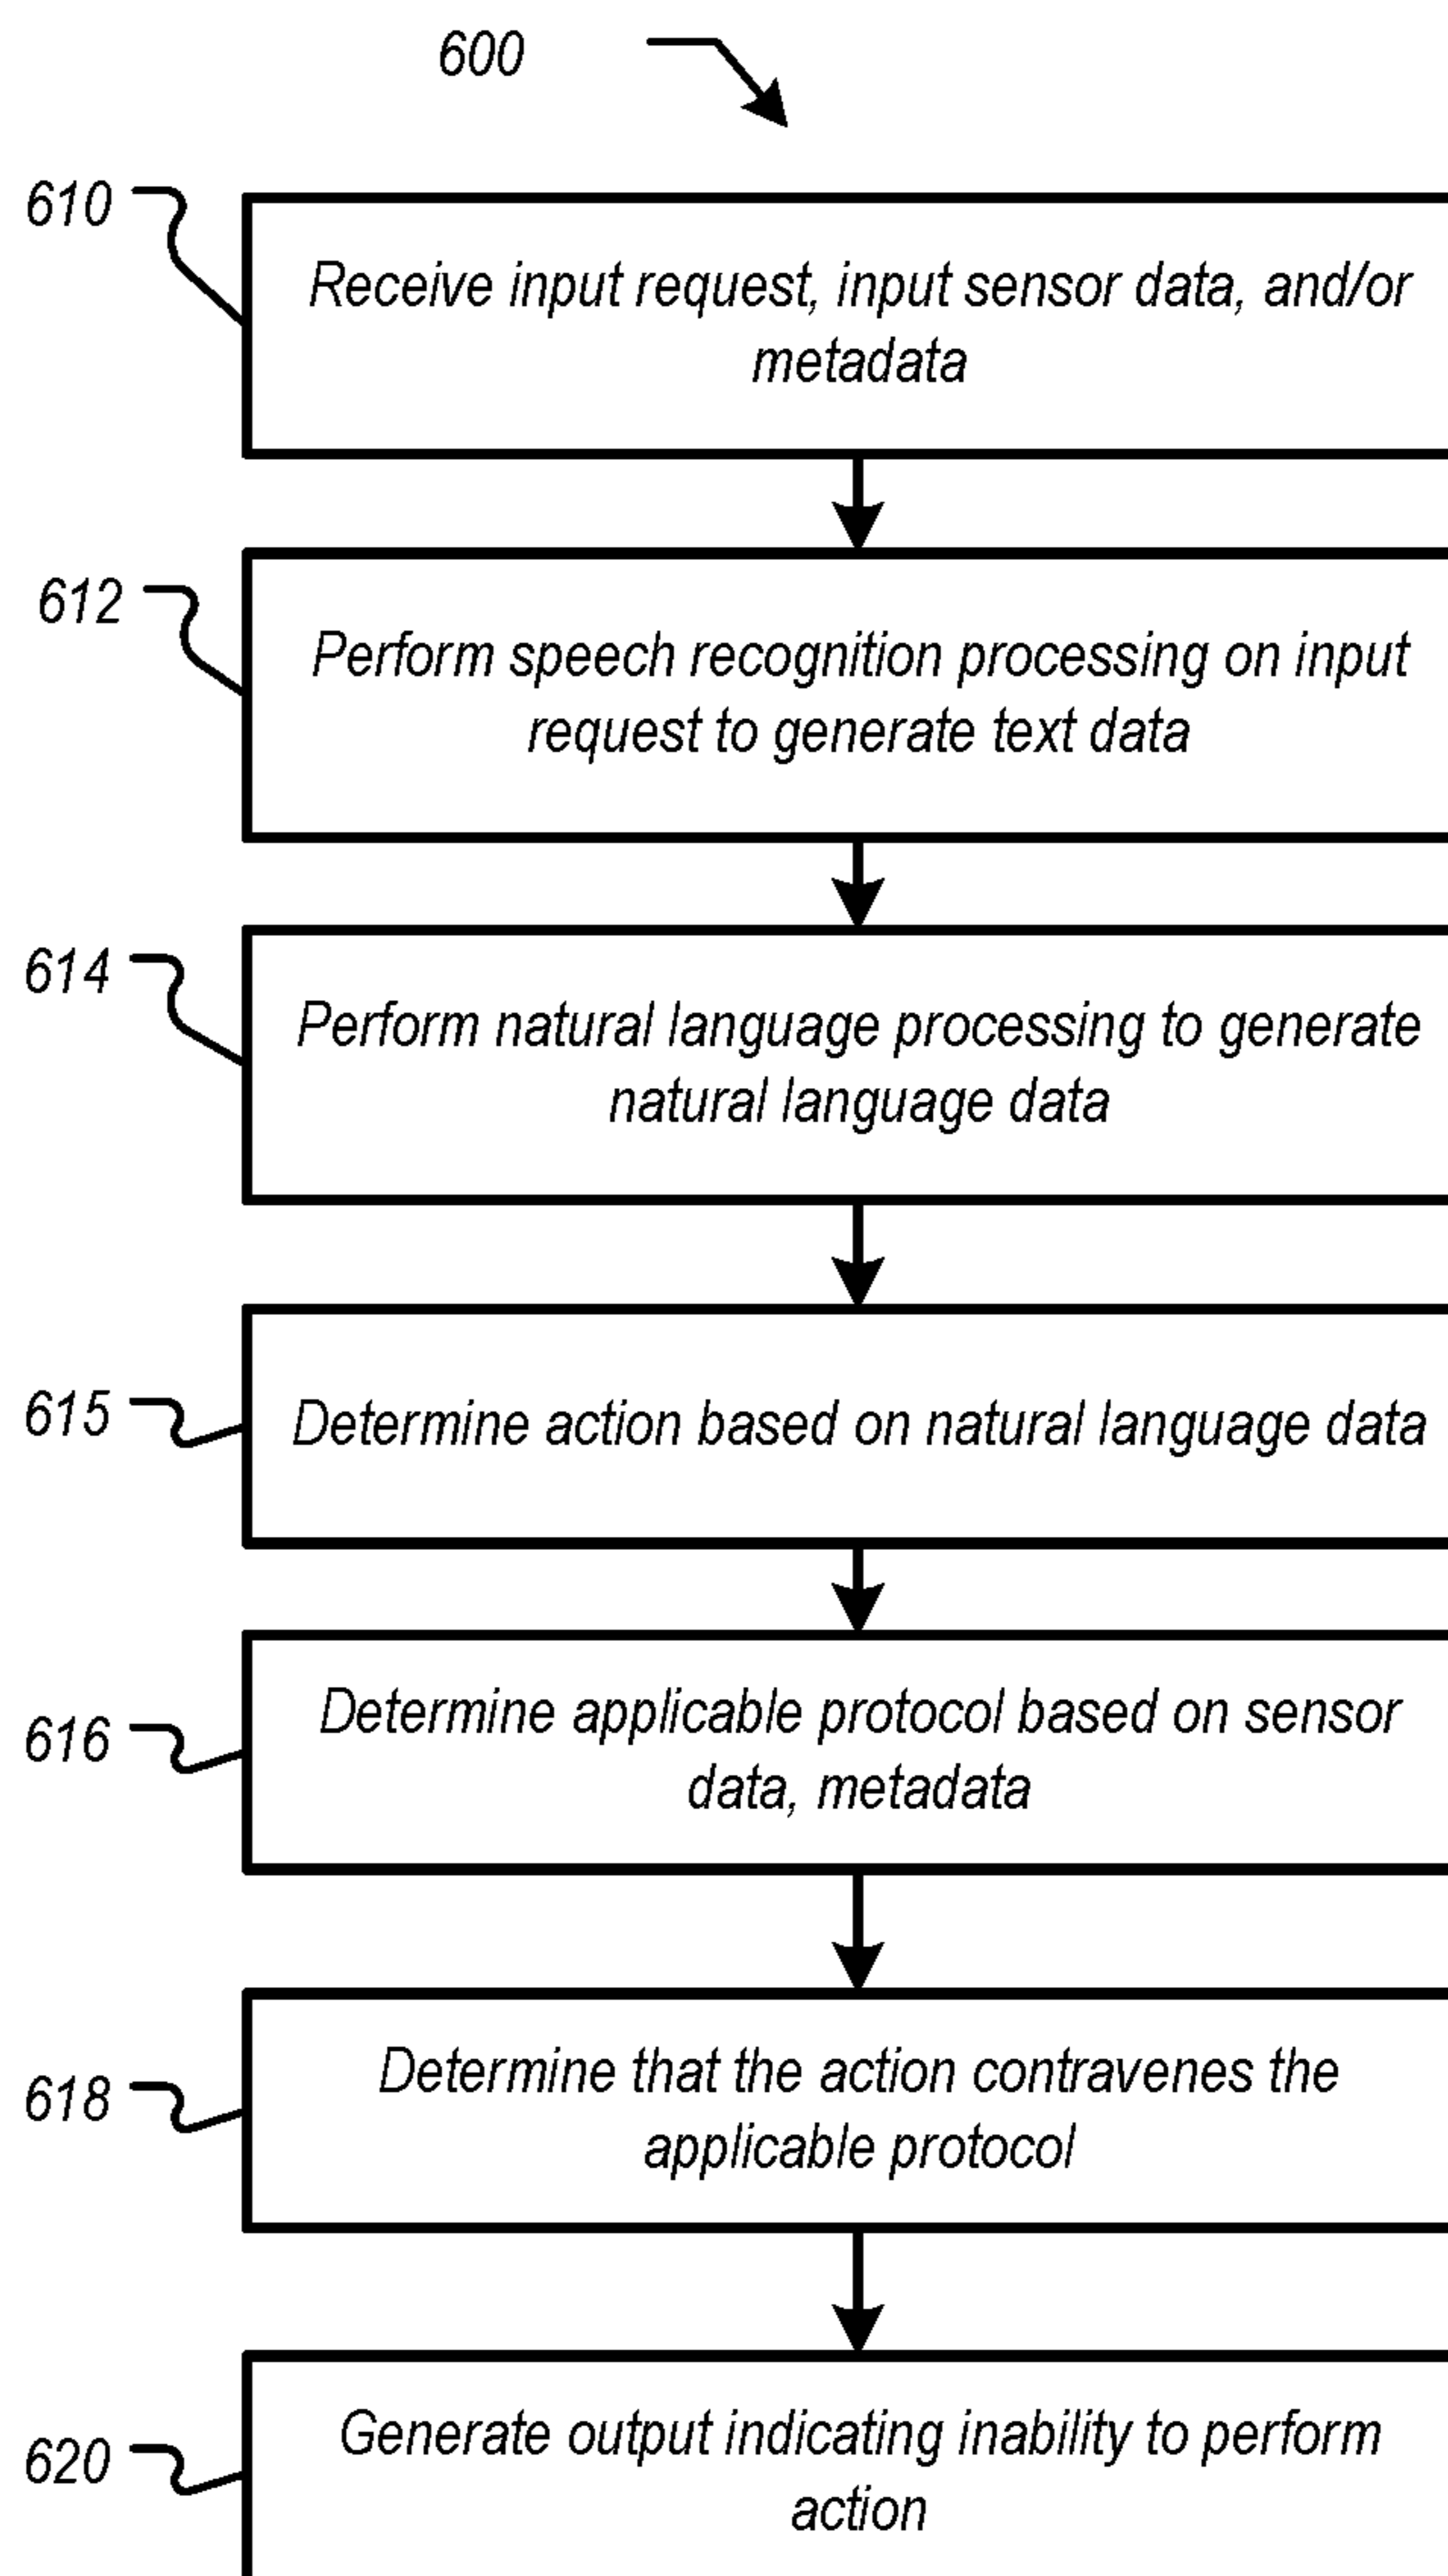 600
610
Receive input request, input sensor data, and/or
metadata
612
Perform speech recognition processing on input
request to generate text data
614
Perform natural language processing to generate
natural language data
615
Determine action based on natural language data
616
Determine applicable protocol based on sensor
data, metadata
618
Determine that the action contravenes the
applicable protocol
620
Generate output indicating inability to perform
action